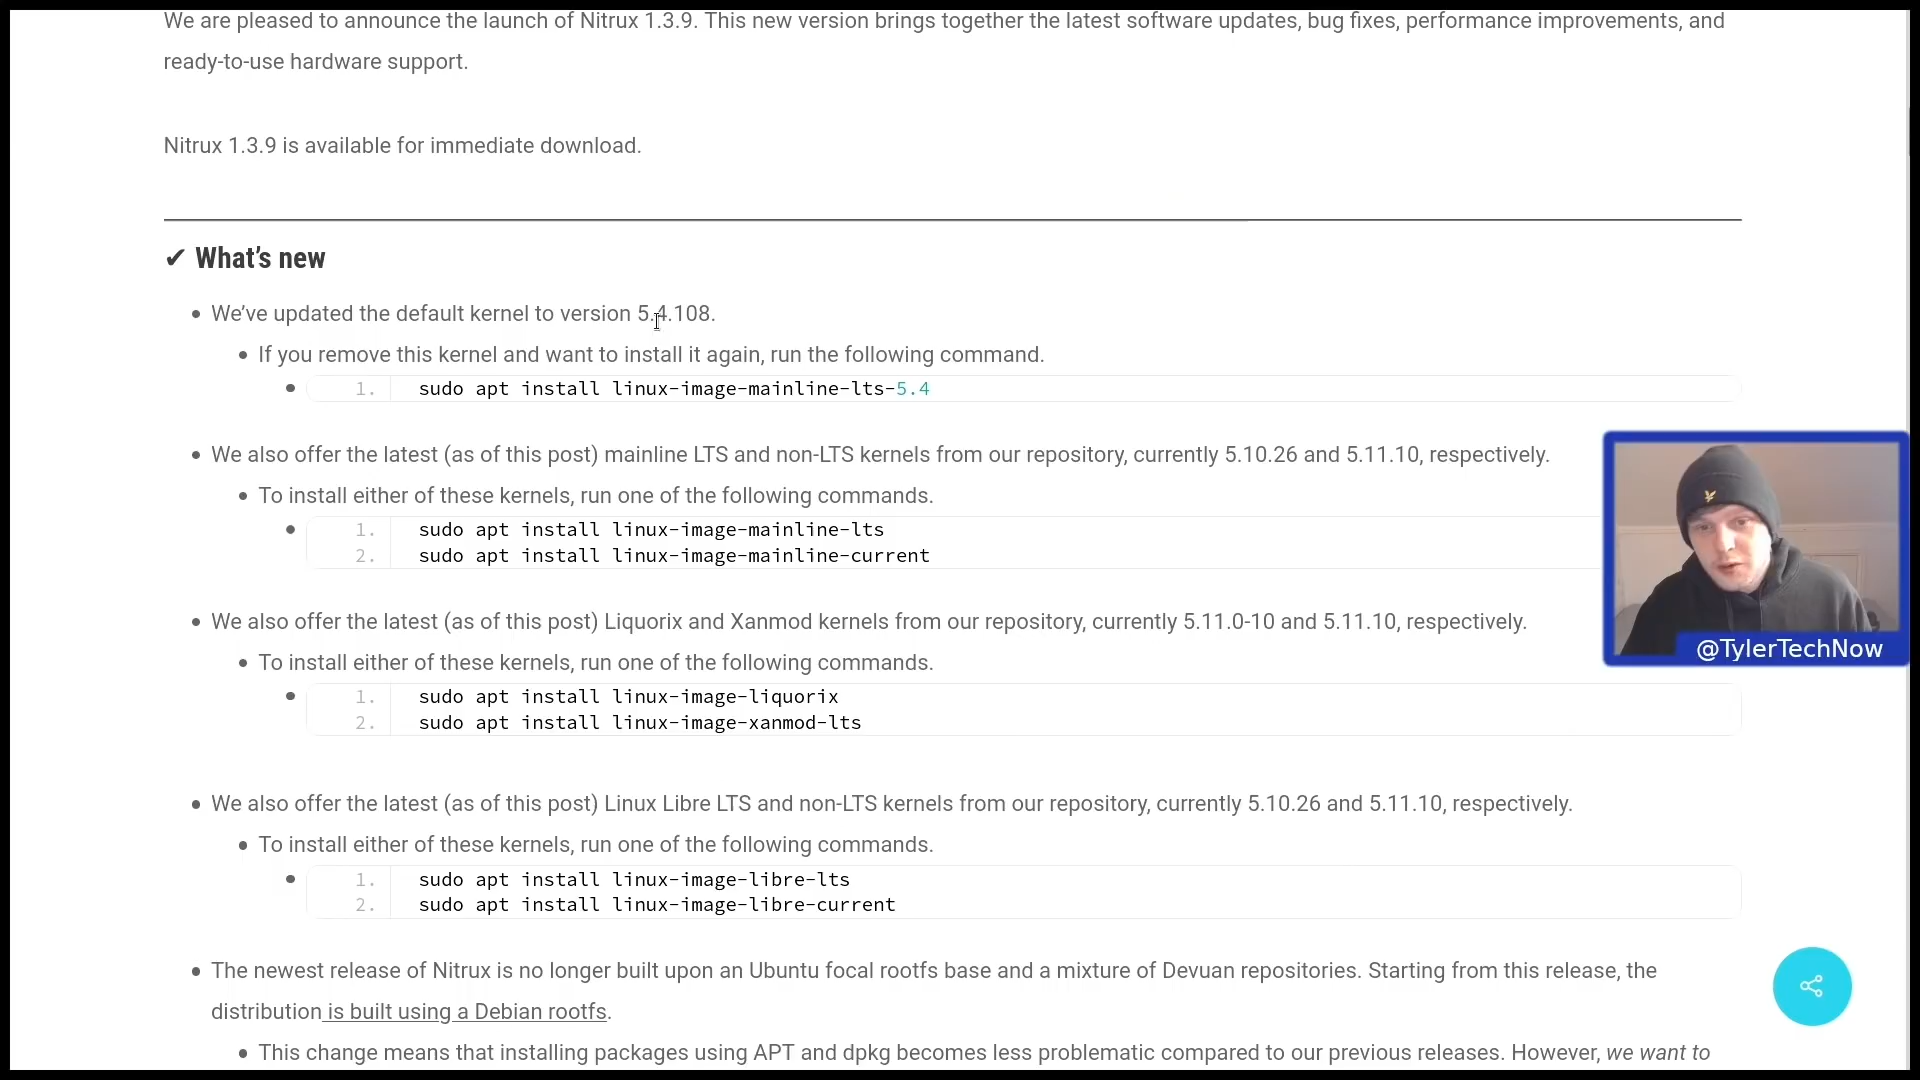 We are pleased to announce the launch of Nitrux 1.3.9. This new version brings together the latest software updates, bug fixes, performance improvements, and
ready-to-use hardware support.
Nitrux 1.3.9 is available for immediate download.
✔ What’s new
• We’ve updated the default kernel to version 5.4.108.
• If you remove this kernel and want to install it again, run the following command.
• 1. sudo apt install linux-image-mainline-lts-5.4
• We also offer the latest (as of this post) mainline LTS and non-LTS kernels from our repository, currently 5.10.26 and 5.11.10, respectively.
• To install either of these kernels, run one of the following commands.
• 1. sudo apt install linux-image-mainline-lts
2. sudo apt install linux-image-mainline-current
• We also offer the latest (as of this post) Liquorix and Xanmod kernels from our repository, currently 5.11.0-10 and 5.11.10, respectively.
• To install either of these kernels, run one of the following commands.
• 1. sudo apt install linux-image-liquorix
2. sudo apt install linux-image-xanmod-lts
@TylerTechNow
• We also offer the latest (as of this post) Linux Libre LTS and non-LTS kernels from our repository, currently 5.10.26 and 5.11.10, respectively.
• To install either of these kernels, run one of the following commands.
• 1. sudo apt install linux-image-libre-lts
2. sudo apt install linux-image-libre-current
• The newest release of Nitrux is no longer built upon an Ubuntu focal rootfs base and a mixture of Devuan repositories. Starting from this release, the
distribution is built using a Debian rootfs.
• This change means that installing packages using APT and dpkg becomes less problematic compared to our previous releases. However, we want to